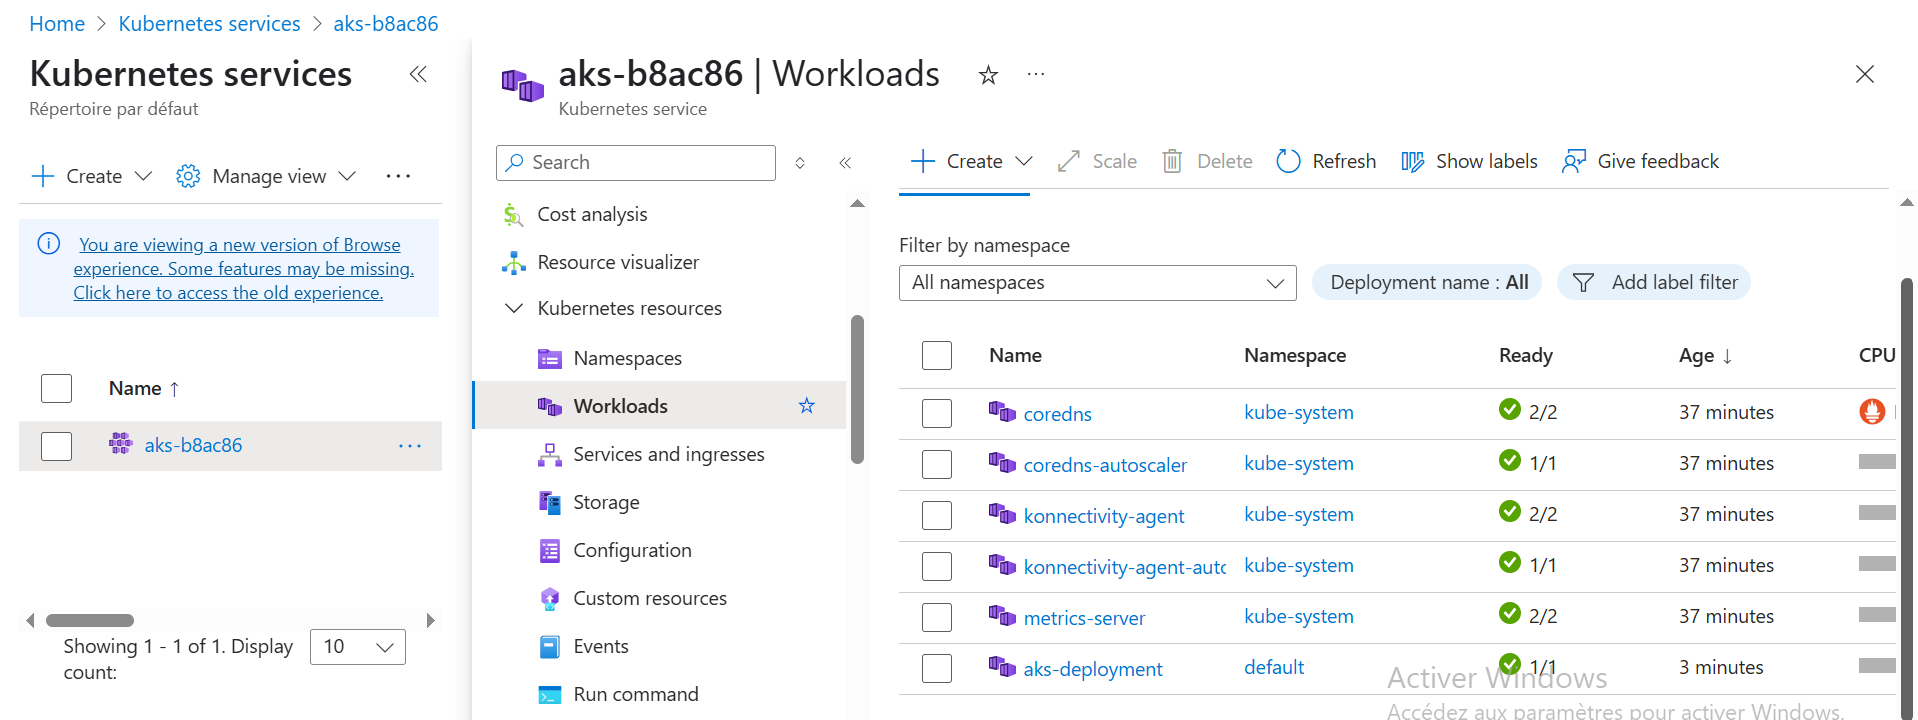 Home > Kubernetes services > aks-b8ac86
Kubernetes services
Répertoire par défaut
Create
Manage view
You are viewing a new version of Browse
experience. Some features may be missing.
Click here to access the old experience.
Name ↑
aks-b8ac86
Showing 1 - 1 of 1. Display
count:
10
aks-b8ac86 | Workloads
Kubernetes service
Search
Cost analysis
Resource visualizer
Kubernetes resources
Namespaces
Workloads
Services and ingresses
Storage
Configuration
Custom resources
Events
Run command
Create
Scale
Delete
Refresh
Show labels
Give feedback
Filter by namespace
All namespaces
Deployment name : All
Add label filter
Name Namespace Ready Age ↓ CPU
coredns kube-system 2/2 37 minutes
coredns-autoscaler kube-system 1/1 37 minutes
konnectivity-agent kube-system 2/2 37 minutes
konnectivity-agent-auto kube-system 1/1 37 minutes
metrics-server kube-system 2/2 37 minutes
aks-deployment default 1/1 3 minutes
Activer Windows
Accédez aux paramètres pour activer Windows.